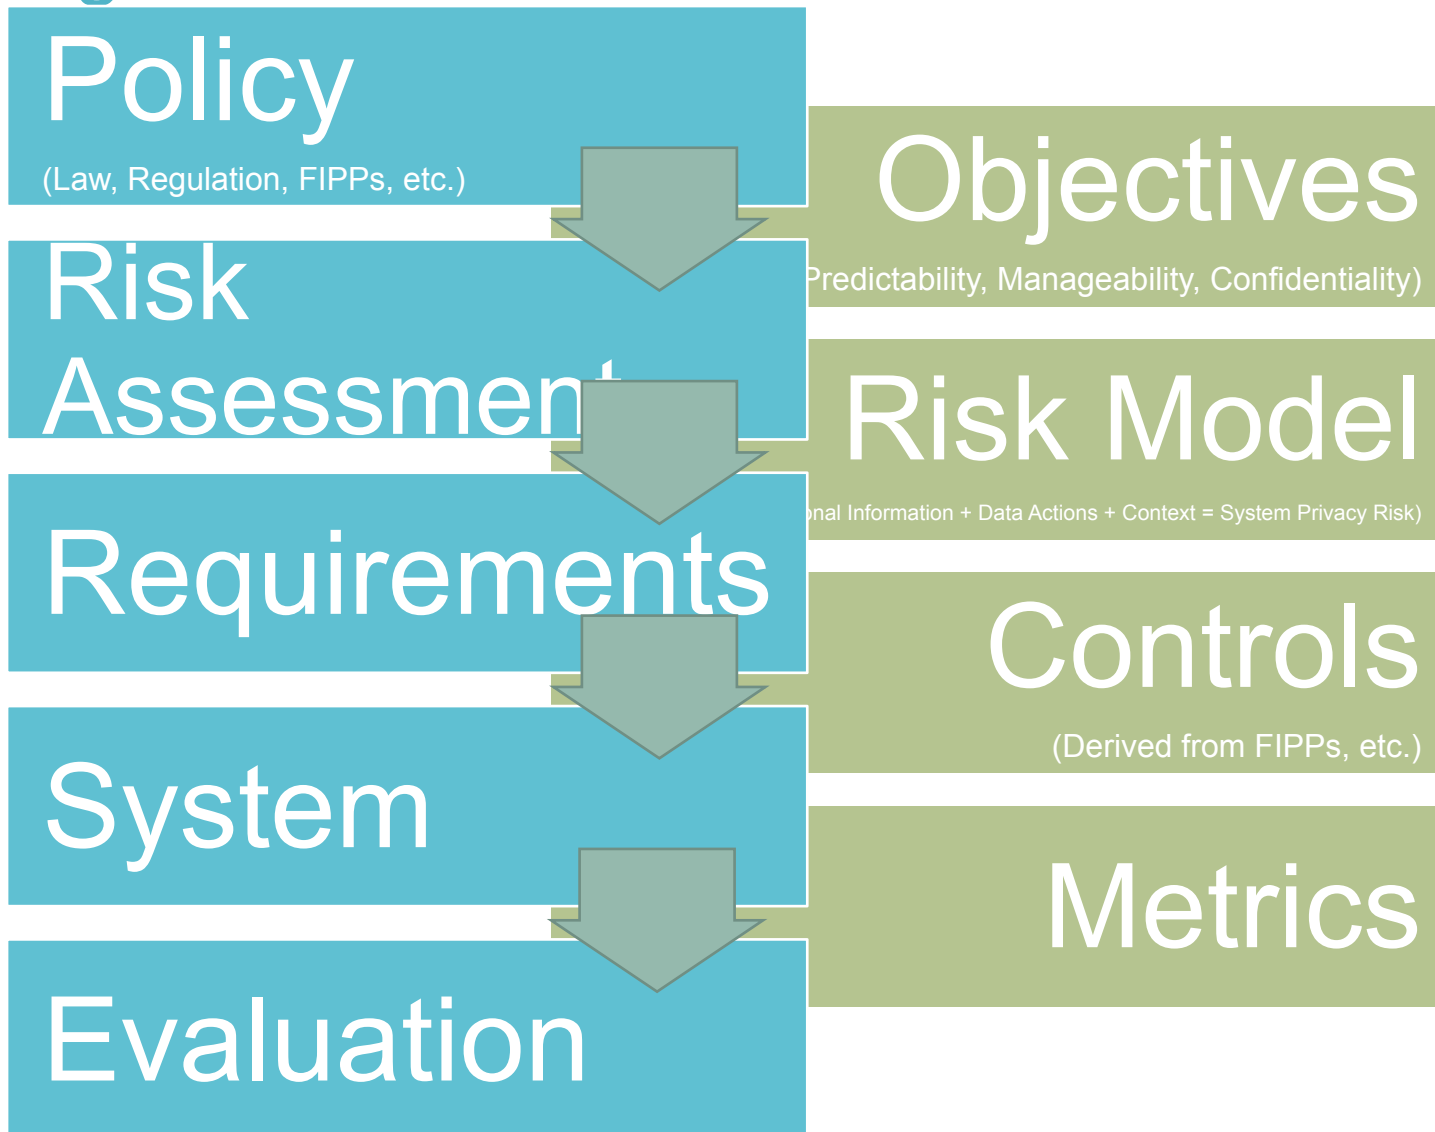 Policy
(Law, Regulation, FIPPs, etc.)
Objectives
Predictability, Manageability, Confidentiality)
Risk
Assessment
Risk Model
Information + Data Actions + Context = System Privacy Risk)
Requirements
Controls
(Derived from FIPPs, etc.)
System
Metrics
Evaluation